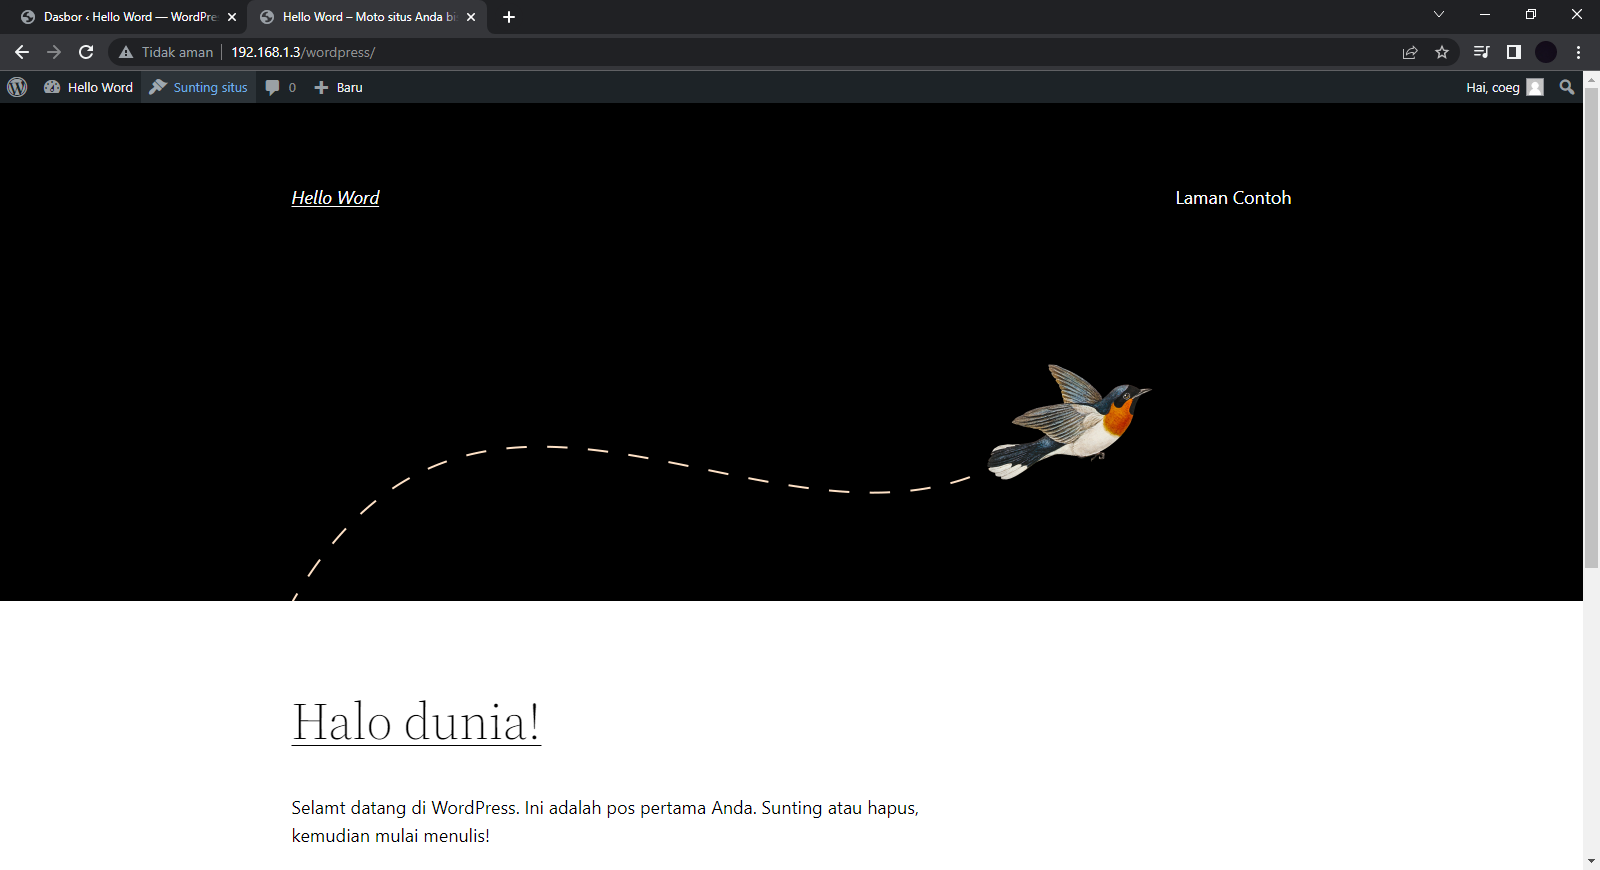 Dasbor ‹ Hello Word — WordPre
Hello Word – Moto situs Anda bi
Tidak aman
192.168.1.3/wordpress/
Hello Word
Sunting situs
0
Baru
Hai, coeg
Hello Word
Laman Contoh
Halo dunia!
Selamt datang di WordPress. Ini adalah pos pertama Anda. Sunting atau hapus,
kemudian mulai menulis!